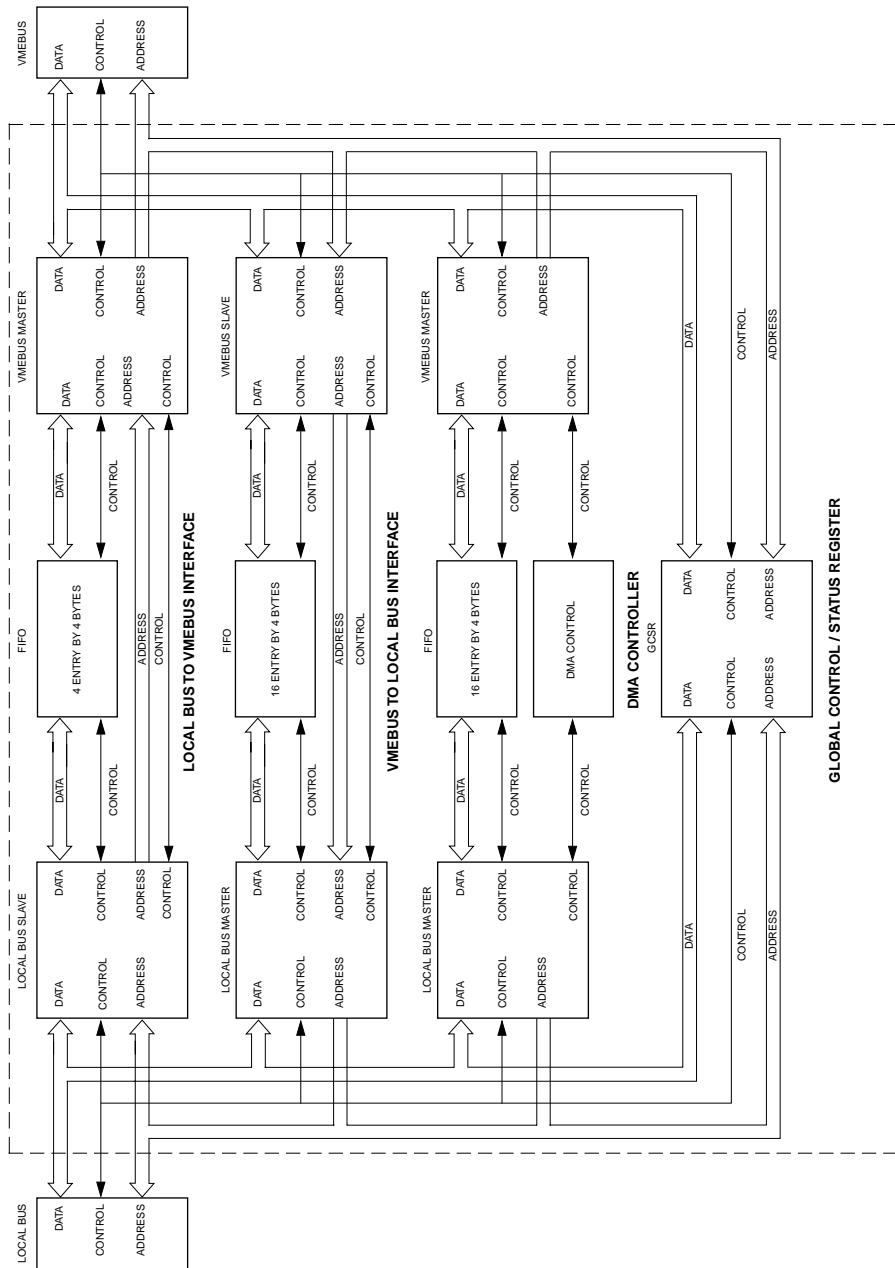 LOCAL BUS
DATA
CONTROL
ADDRESS
LOCAL BUS SLAVE
DATA
CONTROL
ADDRESS
DATA
CONTROL
ADDRESS
CONTROL
DATA
CONTROL
FIFO
4 ENTRY BY 4 BYTES
ADDRESS
CONTROL
DATA
CONTROL
VMEBUS MASTER
DATA
CONTROL
ADDRESS
CONTROL
DATA
CONTROL
ADDRESS
VMEBUS
DATA
CONTROL
ADDRESS
LOCAL BUS TO VMEBUS INTERFACE
LOCAL BUS MASTER
DATA
CONTROL
ADDRESS
DATA
CONTROL
ADDRESS
CONTROL
DATA
CONTROL
FIFO
16 ENTRY BY 4 BYTES
ADDRESS
CONTROL
DATA
CONTROL
VMEBUS SLAVE
DATA
CONTROL
ADDRESS
CONTROL
DATA
CONTROL
ADDRESS
VMEBUS TO LOCAL BUS INTERFACE
LOCAL BUS MASTER
DATA
CONTROL
ADDRESS
DATA
CONTROL
CONTROL
DATA
CONTROL
CONTROL
FIFO
16 ENTRY BY 4 BYTES
DMA CONTROL
DATA
CONTROL
CONTROL
VMEBUS MASTER
DATA
CONTROL
CONTROL
DATA
CONTROL
ADDRESS
DMA CONTROLLER
GCSR
DATA
CONTROL
ADDRESS
DATA
CONTROL
ADDRESS
DATA
CONTROL
ADDRESS
DATA
CONTROL
ADDRESS
GLOBAL CONTROL / STATUS REGISTER